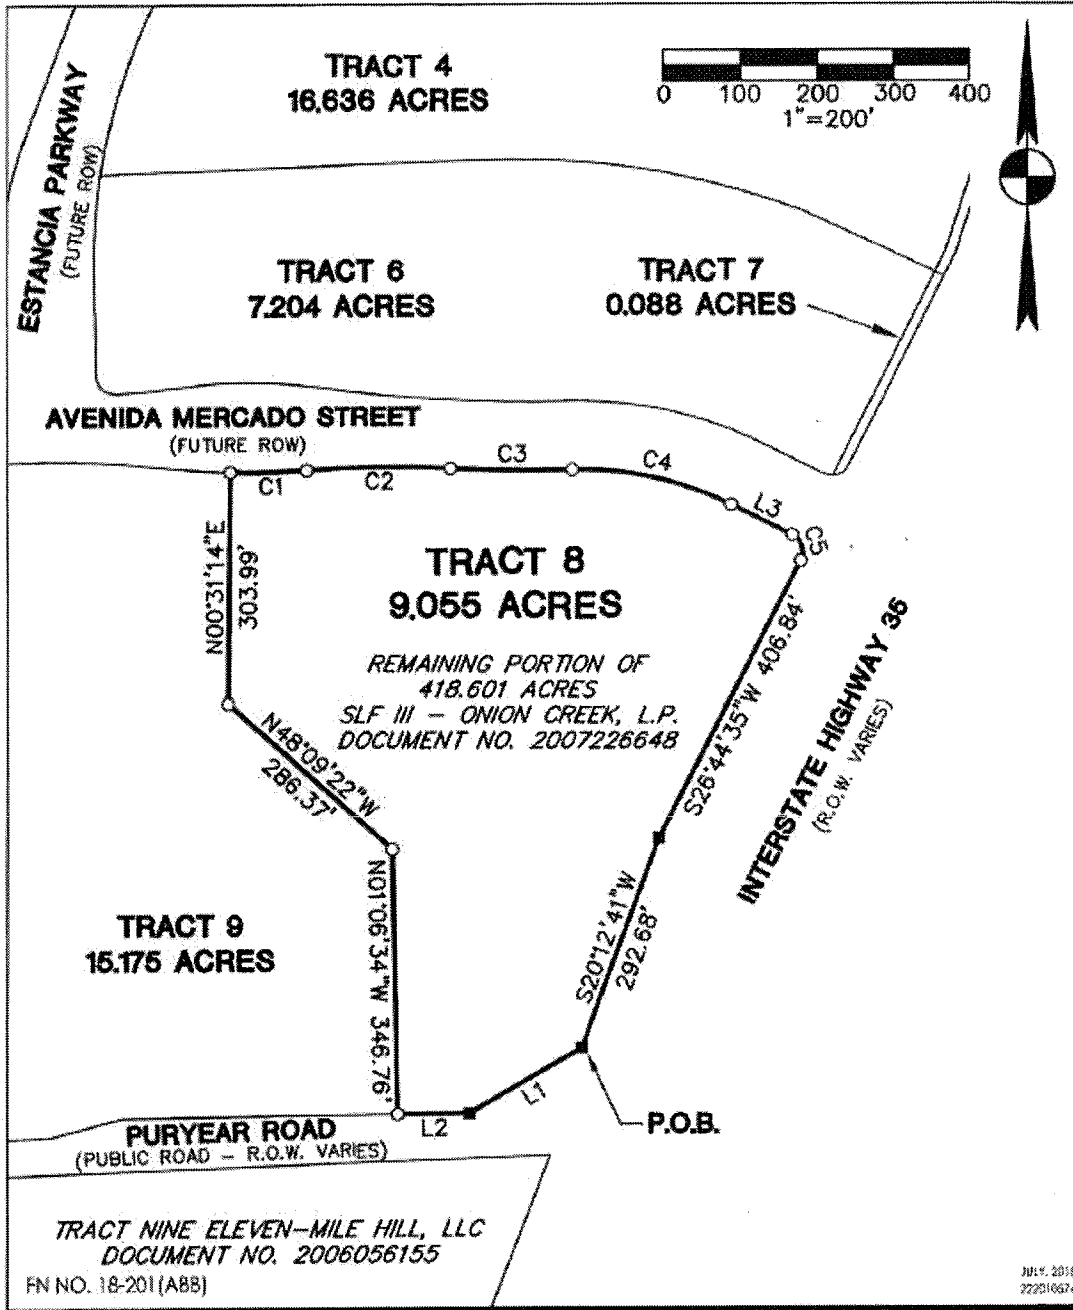 TRACT 4
16.636 ACRES
0 100 200 300 400
1"=200'
ESTANCIA PARKWAY
(FUTURE ROW)
TRACT 6
7.204 ACRES
TRACT 7
0.088 ACRES
AVENIDA MERCADO STREET
(FUTURE ROW)
C1
C2
C3
C4
L3
C5
N00°31'14"E
303.99'
TRACT 8
9.055 ACRES
REMAINING PORTION OF
418.601 ACRES
SLF III – ONION CREEK, L.P.
DOCUMENT NO. 2007226648
S26°44'35"W 406.84'
INTERSTATE HIGHWAY 35
(R.O.W. VARIES)
N48°09'22"W
286.37'
TRACT 9
15.175 ACRES
N01°06'34"W 346.76'
S20°12'41"W
292.68'
L1
L2
P.O.B.
PURYEAR ROAD
(PUBLIC ROAD – R.O.W. VARIES)
TRACT NINE ELEVEN–MILE HILL, LLC
DOCUMENT NO. 2006056155
FN NO. 18-201(ABB)
JULY, 2018